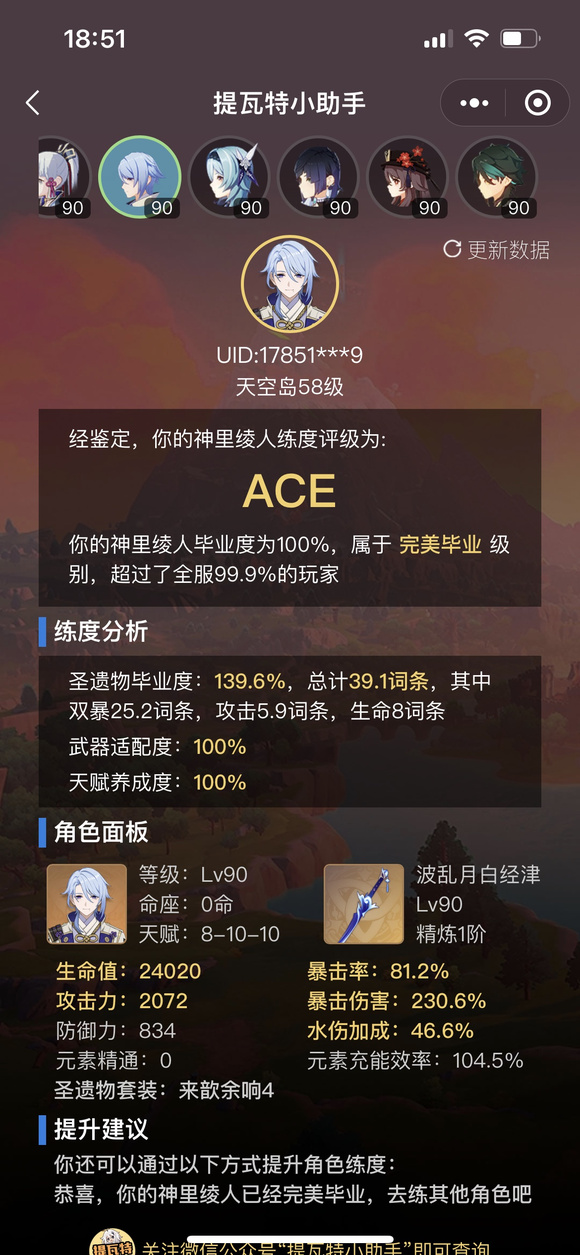 18:51
提瓦特小助手
90
90
90
90
90
90
更新数据
UID:17851***9
天空岛58级
经鉴定，你的神里绫人练度评级为:
ACE
你的神里绫人毕业度为100%，属于 完美毕业 级
别，超过了全服99.9%的玩家
练度分析
圣遗物毕业度：139.6%，总计39.1词条，其中
双暴25.2词条，攻击5.9词条，生命8词条
武器适配度：100%
天赋养成度：100%
角色面板
等级：Lv90
命座：0命
天赋：8-10-10
波乱月白经津
Lv90
精炼1阶
生命值：24020
暴击率：81.2%
攻击力：2072
暴击伤害：230.6%
防御力：834
水伤加成：46.6%
元素精通：0
元素充能效率：104.5%
圣遗物套装：来歆余响4
提升建议
你还可以通过以下方式提升角色练度：
恭喜，你的神里绫人已经完美毕业，去练其他角色吧
提瓦特
关注微信公众号“提瓦特小助手”即可查询